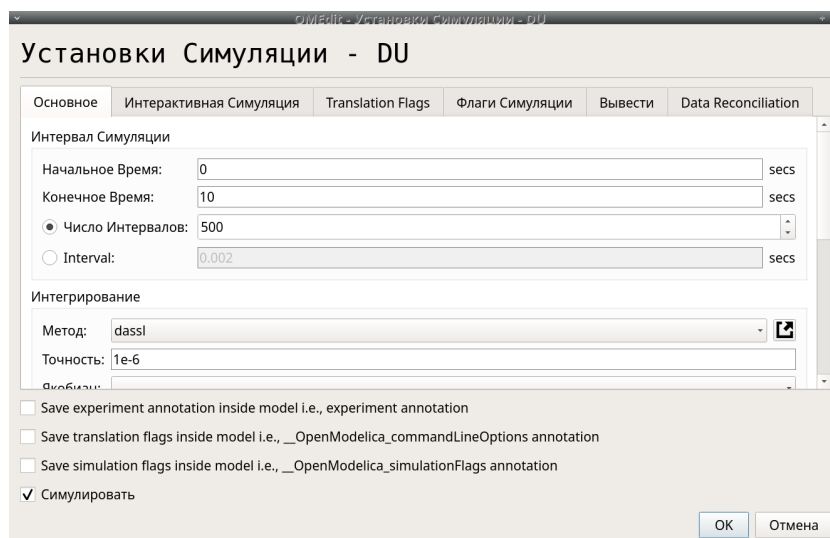 OMEdit - Установки Симуляции - DU
Установки Симуляции - DU
Основное Интерактивная Симуляция Translation Flags Флаги Симуляции Вывести Data Reconciliation
Интервал Симуляции
Начальное Время: 0 secs
Конечное Время: 10 secs
Число Интервалов: 500
Interval: 0.002 secs
Интегрирование
Метод: dassl
Точность: 1e-6
Якобиан:
Save experiment annotation inside model i.e., experiment annotation
Save translation flags inside model i.e., __OpenModelica_commandLineOptions annotation
Save simulation flags inside model i.e., __OpenModelica_simulationFlags annotation
Симулировать
OK Отмена